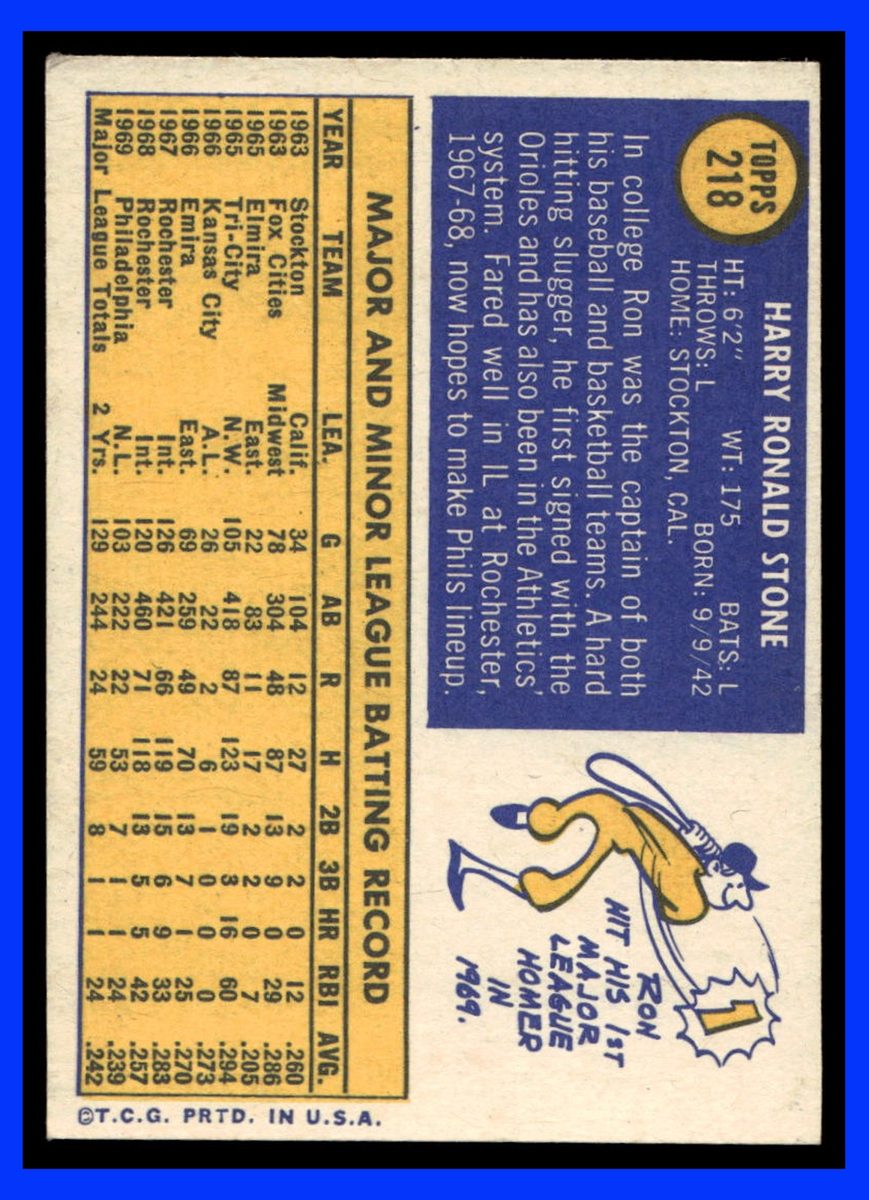 TOPPS
218
HARRY RONALD STONE
HT: 6'2" WT: 175 BATS: L
THROWS: L BORN: 9/9/42
HOME: STOCKTON, CAL.
In college Ron was the captain of both
his baseball and basketball teams. A hard
hitting slugger, he first signed with the
Orioles and has also been in the Athletics'
system. Fared well in IL at Rochester,
1967-68, now hopes to make Phils lineup.
1
RON
HIT HIS 1ST
MAJOR
LEAGUE
HOMER
IN
1969.
MAJOR AND MINOR LEAGUE BATTING RECORD
YEAR TEAM LEA. G AB R H 2B 3B HR RBI AVG.
1963 Stockton Calif. 34 104 12 27 2 2 0 12 .260
1963 Fox Cities Midwest 78 304 48 87 13 9 0 29 .286
1965 Elmira East. 22 83 11 17 2 2 0 7 .205
1965 Tri-City N.W. 105 418 87 123 19 3 16 60 .294
1966 Kansas City A.L. 26 22 2 6 1 0 0 0 .273
1966 Emira East. 69 259 49 70 13 7 1 25 .270
1967 Rochester Int. 126 421 66 119 15 6 9 33 .283
1968 Rochester Int. 120 460 71 118 13 5 5 42 .257
1969 Philadelphia N.L. 103 222 22 53 7 1 1 24 .239
Major League Totals 2 Yrs. 129 244 24 59 8 1 1 24 .242
©T.C.G. PRTD. IN U.S.A.